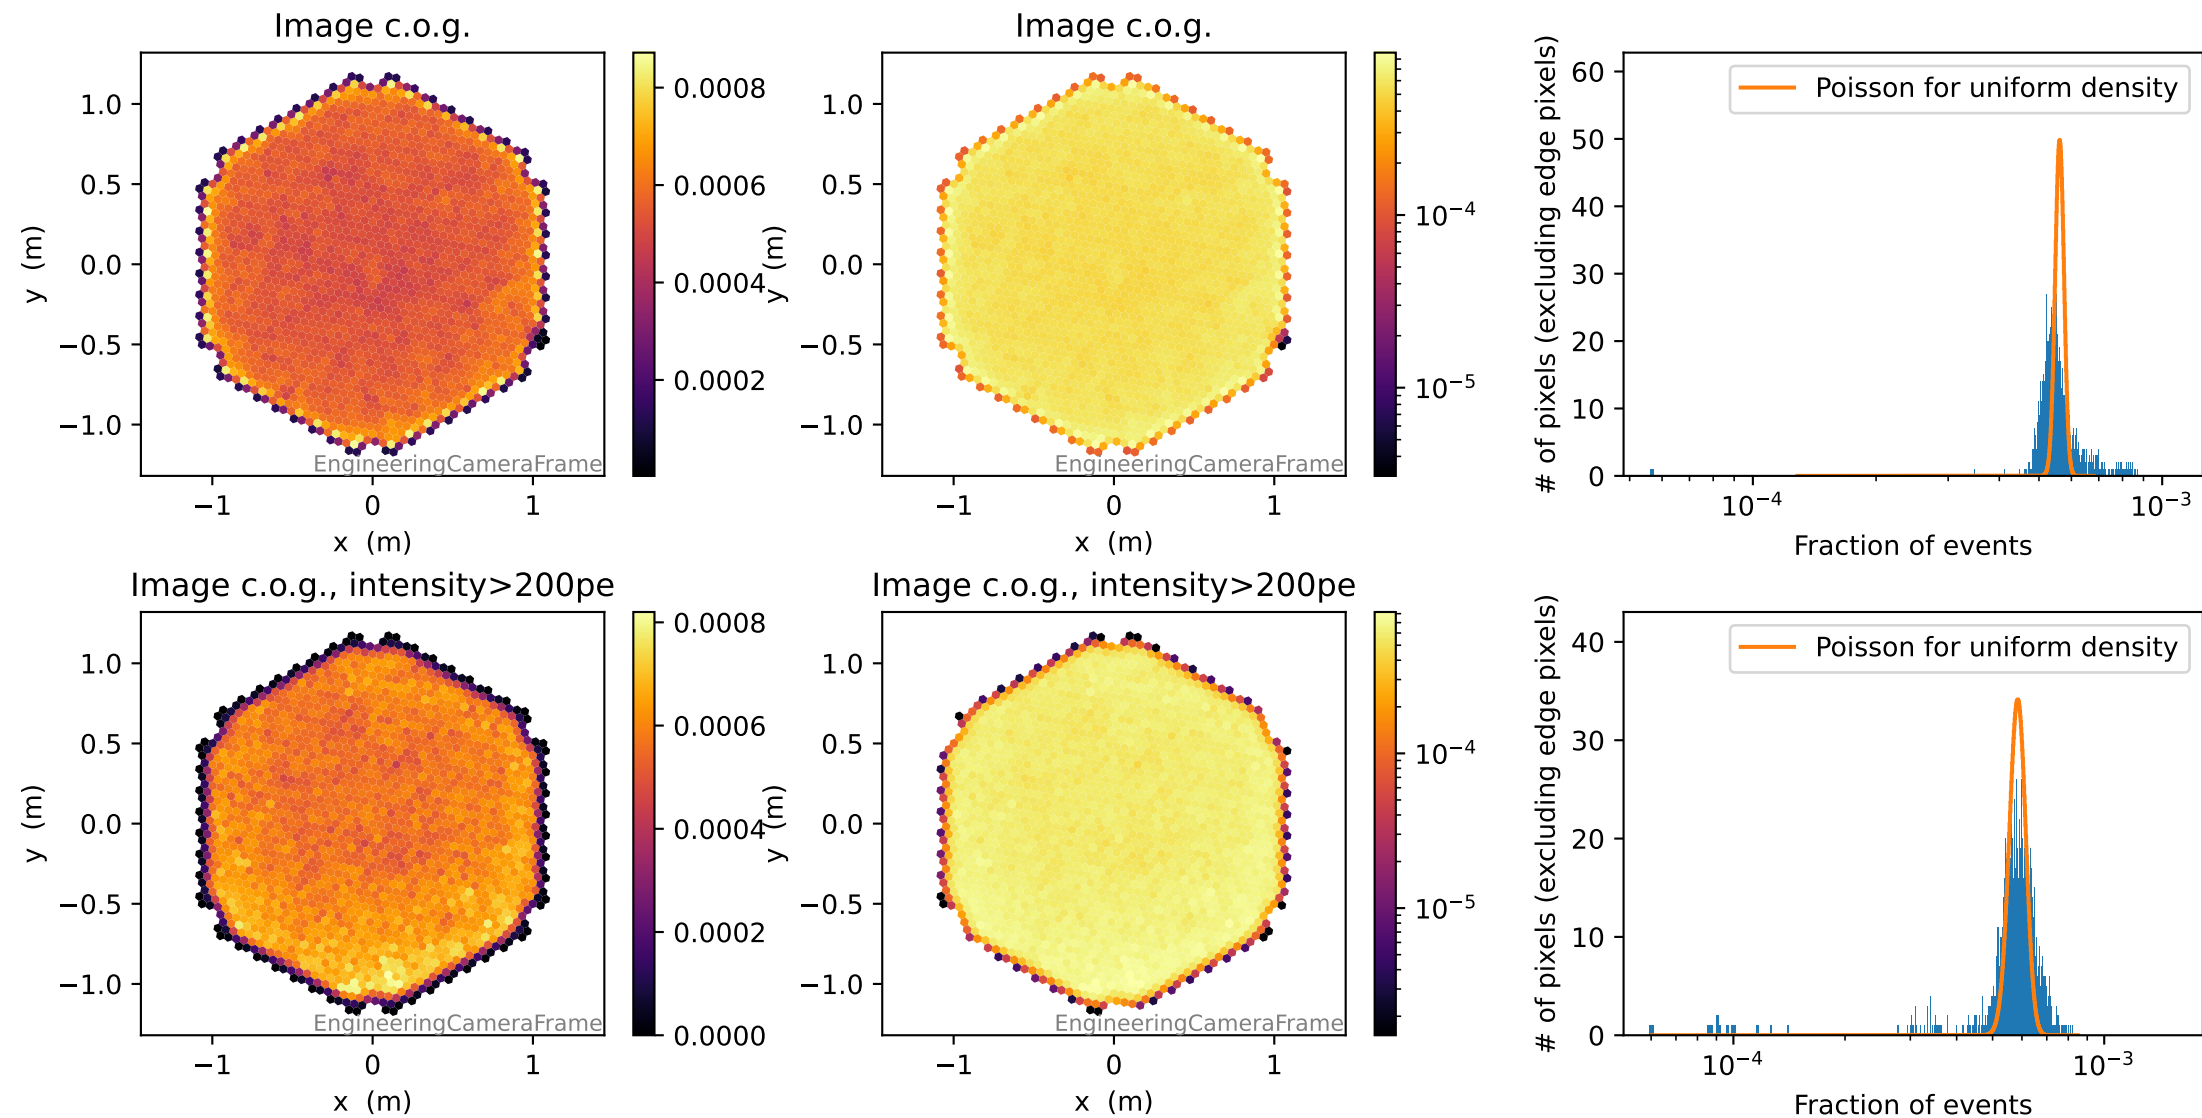 Image c.o.g.
1.0
0.5
0.0
−0.5
−1.0
y (m)
−1
0
1
x (m)
EngineeringCameraFrame
0.0008
0.0006
0.0004
0.0002
Image c.o.g.
1.0
0.5
0.0
−0.5
−1.0
y (m)
−1
0
1
x (m)
EngineeringCameraFrame
10⁻⁴
10⁻⁵
# of pixels (excluding edge pixels)
60
50
40
30
20
10
0
Poisson for uniform density
10⁻⁴
10⁻³
Fraction of events
Image c.o.g., intensity>200pe
1.0
0.5
0.0
−0.5
−1.0
y (m)
−1
0
1
x (m)
EngineeringCameraFrame
0.0008
0.0006
0.0004
0.0002
0.0000
Image c.o.g., intensity>200pe
1.0
0.5
0.0
−0.5
−1.0
y (m)
−1
0
1
x (m)
EngineeringCameraFrame
10⁻⁴
10⁻⁵
# of pixels (excluding edge pixels)
40
30
20
10
0
Poisson for uniform density
10⁻⁴
10⁻³
Fraction of events